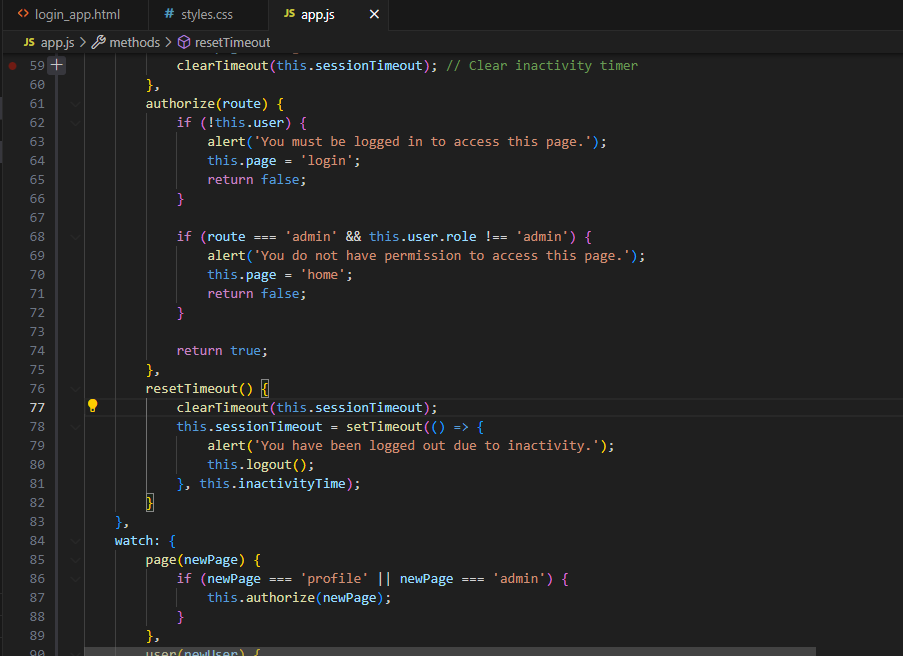 <> login_app.html # styles.css JS app.js ×
JS app.js > methods > resetTimeout
59 + clearTimeout(this.sessionTimeout); // Clear inactivity timer
60 },
61 authorize(route) {
62 if (!this.user) {
63 alert('You must be logged in to access this page.');
64 this.page = 'login';
65 return false;
66 }
67
68 if (route === 'admin' && this.user.role !== 'admin') {
69 alert('You do not have permission to access this page.');
70 this.page = 'home';
71 return false;
72 }
73
74 return true;
75 },
76 resetTimeout() {
77 clearTimeout(this.sessionTimeout);
78 this.sessionTimeout = setTimeout(() => {
79 alert('You have been logged out due to inactivity.');
80 this.logout();
81 }, this.inactivityTime);
82 }
83 },
84 watch: {
85 page(newPage) {
86 if (newPage === 'profile' || newPage === 'admin') {
87 this.authorize(newPage);
88 }
89 },
90 user(newUser) {